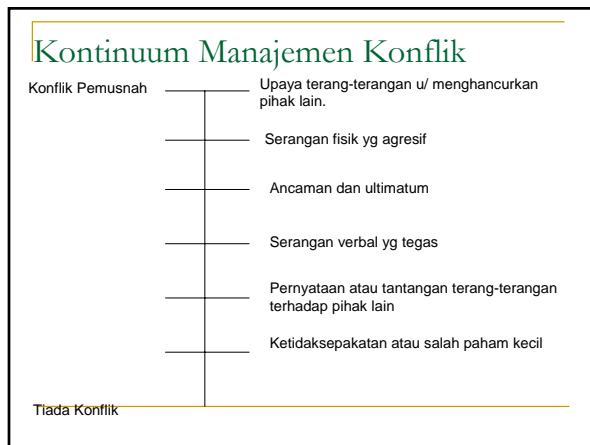 Kontinuum Manajemen Konflik
Konflik Pemusnah
Upaya terang-terangan u/ menghancurkan
pihak lain.
Serangan fisik yg agresif
Ancaman dan ultimatum
Serangan verbal yg tegas
Pernyataan atau tantangan terang-terangan
terhadap pihak lain
Ketidaksepakatan atau salah paham kecil
Tiada Konflik